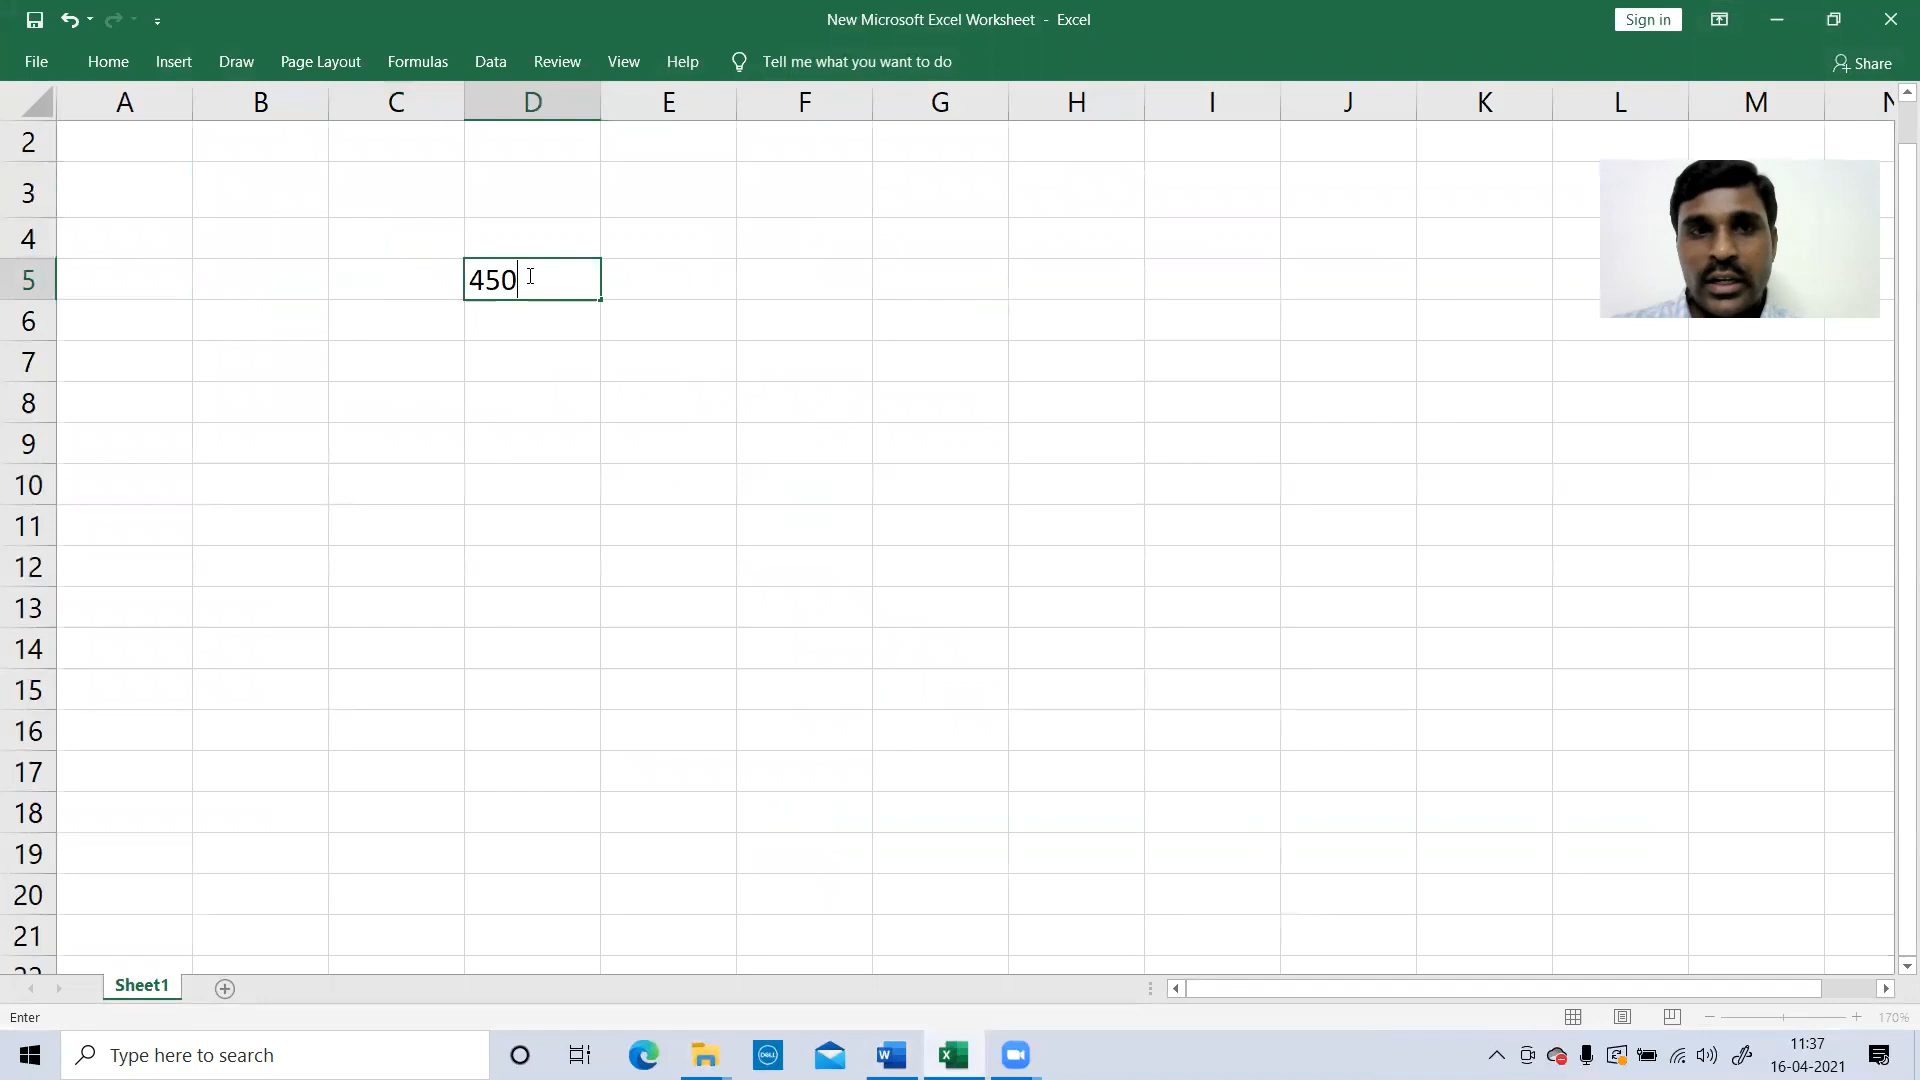 New Microsoft Excel Worksheet - Excel
Sign in
File Home Insert Draw Page Layout Formulas Data Review View Help Tell me what you want to do
Share
A B C D E F G H I J K L M N
2
3
4
5 450
6
7
8
9
10
11
12
13
14
15
16
17
18
19
20
21
22
Sheet1
Enter
170%
Type here to search
DELL
W
X
11:37
16-04-2021